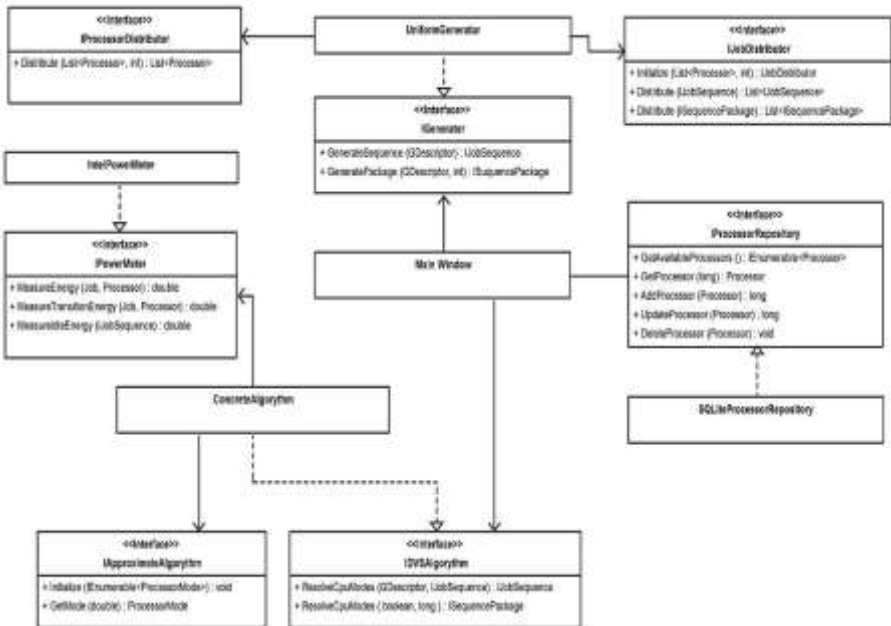 <<Interface>>
IProcessorDistributor
+ Distribute (List<Processor>, int) : List<Processor>
UniformGenerator
<<Interface>>
IJobDistributor
+ Initialize (List<Processor>, int) : IJobDistributor
+ Distribute (IJobSequence) : List<IJobSequence>
+ Distribute (ISequencePackage) : List<ISequencePackage>
<<Interface>>
IGenerator
+ GenerateSequence (GDescriptor) : IJobSequence
+ GeneratePackage (GDescriptor, int) : ISuquencePackage
IntelPowerMeter
<<Interface>>
IPowerMeter
+ MeasureEnergy (Job, Processor) : double
+ MeasureTransitionEnergy (Job, Processor) : double
+ MeasureIdleEnergy (IJobSequence) : double
Main Window
<<Interface>>
IProcessorRepository
+ GetAvailableProcessors () : IEnumerable<Processor>
+ GetProcessor (long) : Processor
+ AddProcessor (Processor) : long
+ UpdateProcessor (Processor) : long
+ DeleteProcessor (Processor) : void
ConcreteAlgorythm
SQLiteProcessorRepository
<<Interface>>
IApproximateAlgorythm
+ Initialize (IEnumerable<ProcessorMode>) : void
+ GetMode (double) : ProcessorMode
<<Interface>>
IDVSAlgorythm
+ ResolveCpuModes (GDescriptor, IJobSequence) : IJobSequence
+ ResolveCpuModes ( boolean, long ) : ISequencePackage